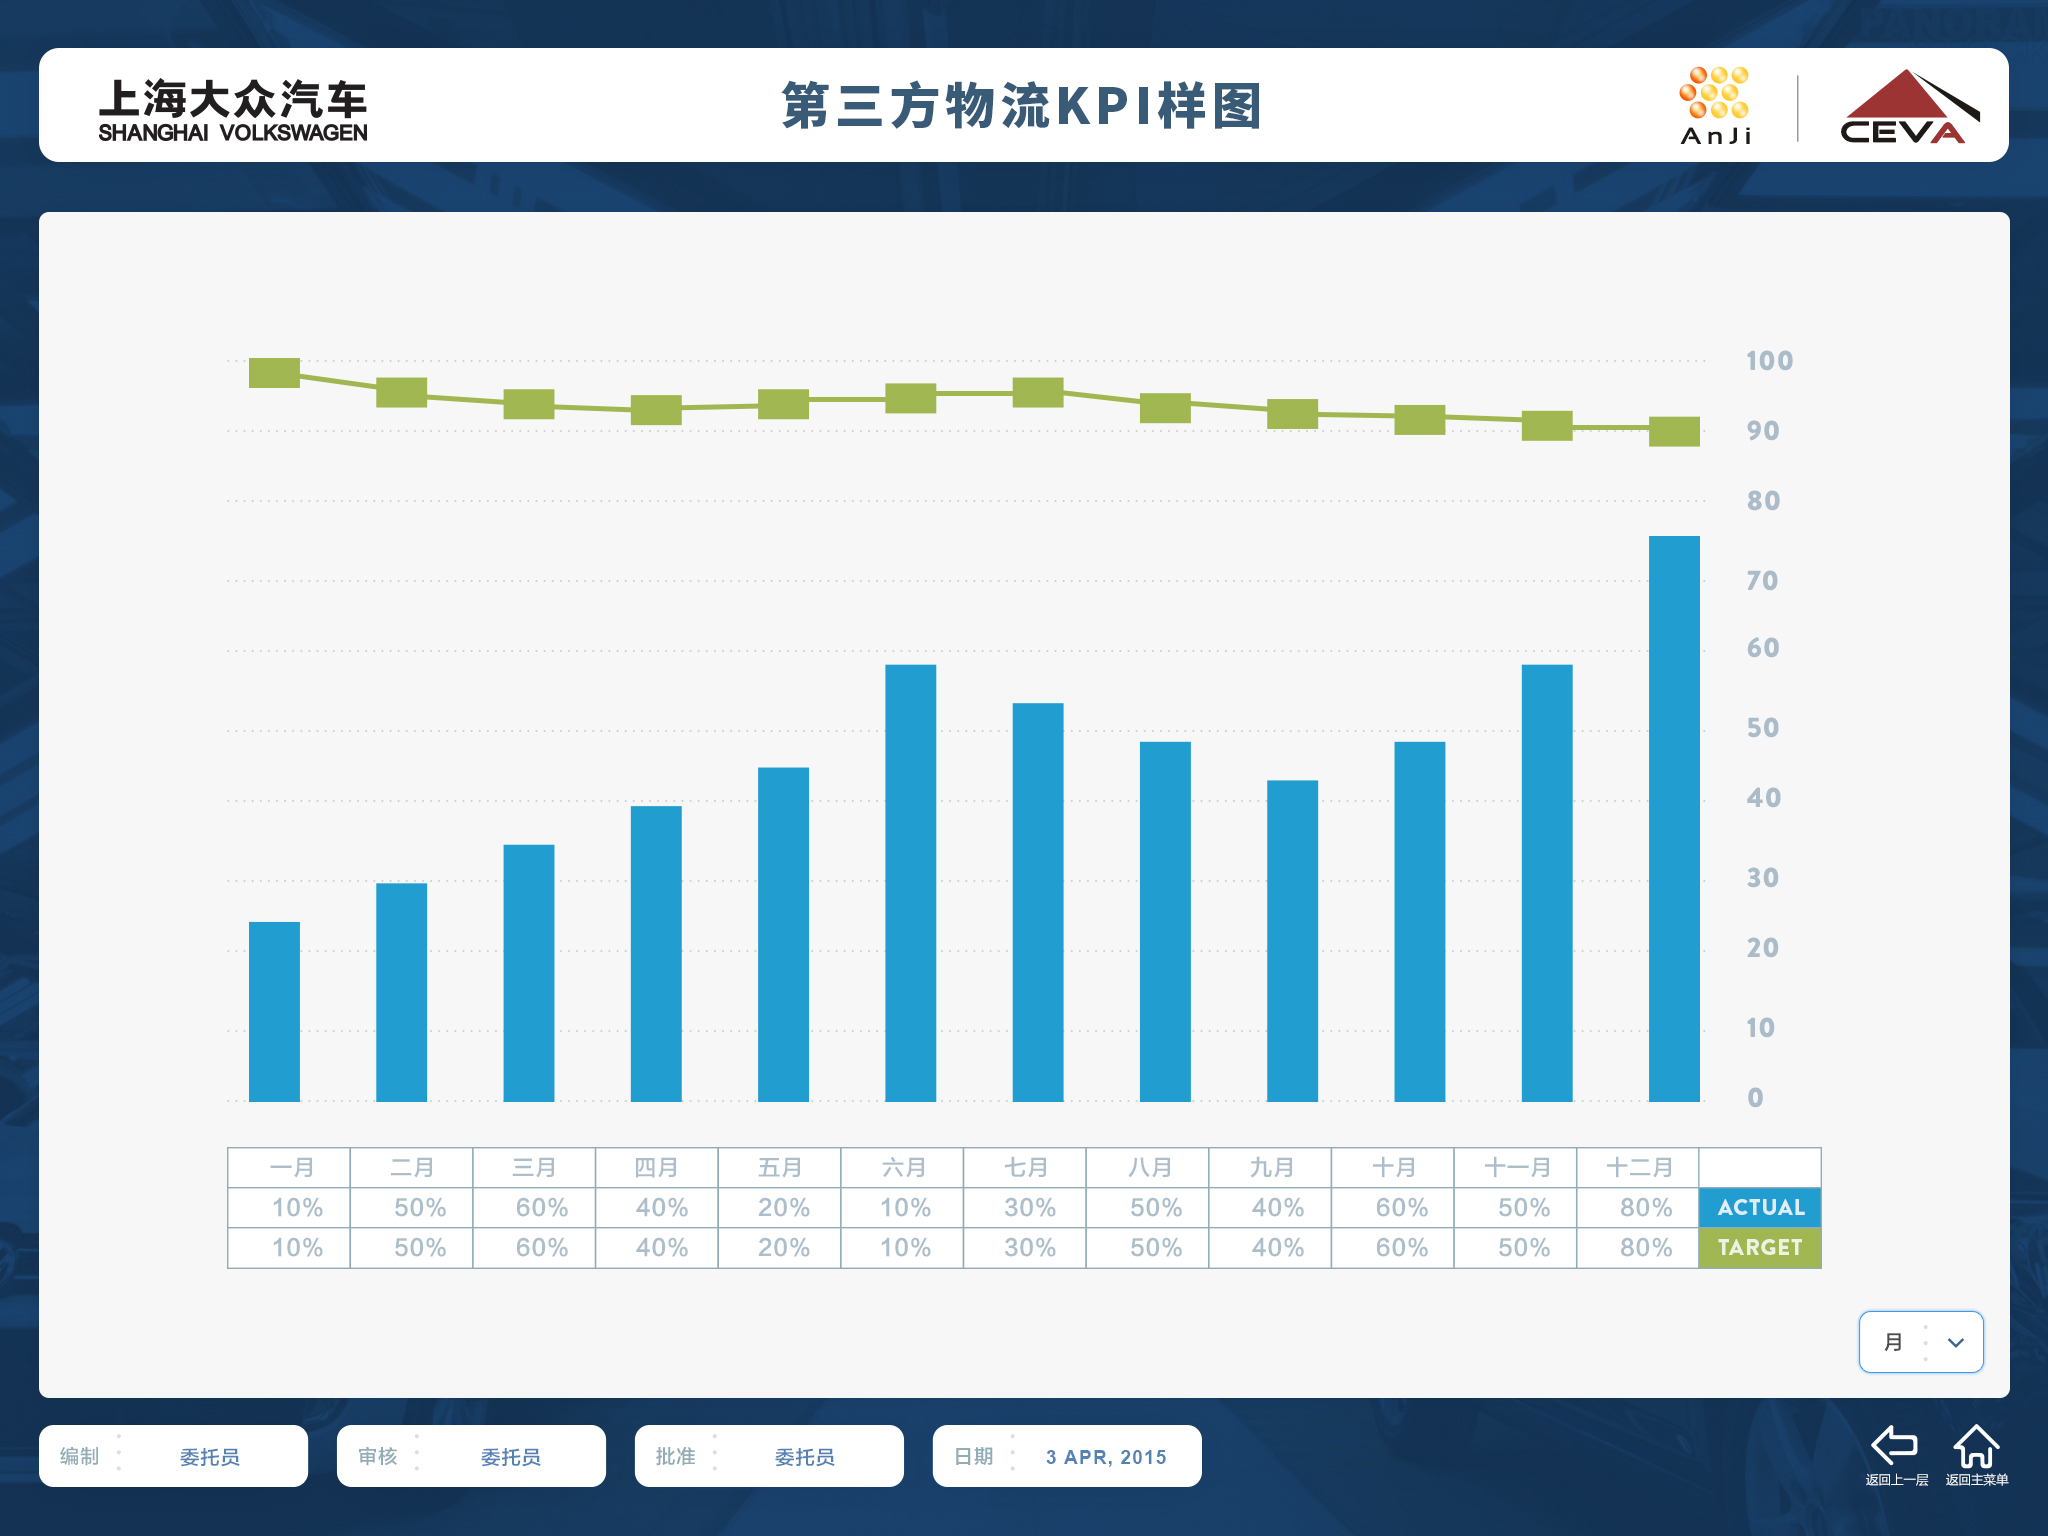 上海大众汽车
SHANGHAI VOLKSWAGEN
第三方物流KPI样图
AnJi
CEVA
100
90
80
70
60
50
40
30
20
10
0
一月 二月 三月 四月 五月 六月 七月 八月 九月 十月 十一月 十二月
10% 50% 60% 40% 20% 10% 30% 50% 40% 60% 50% 80% ACTUAL
10% 50% 60% 40% 20% 10% 30% 50% 40% 60% 50% 80% TARGET
月
编制 委托员
审核 委托员
批准 委托员
日期 3 APR, 2015
返回上一层
返回主菜单